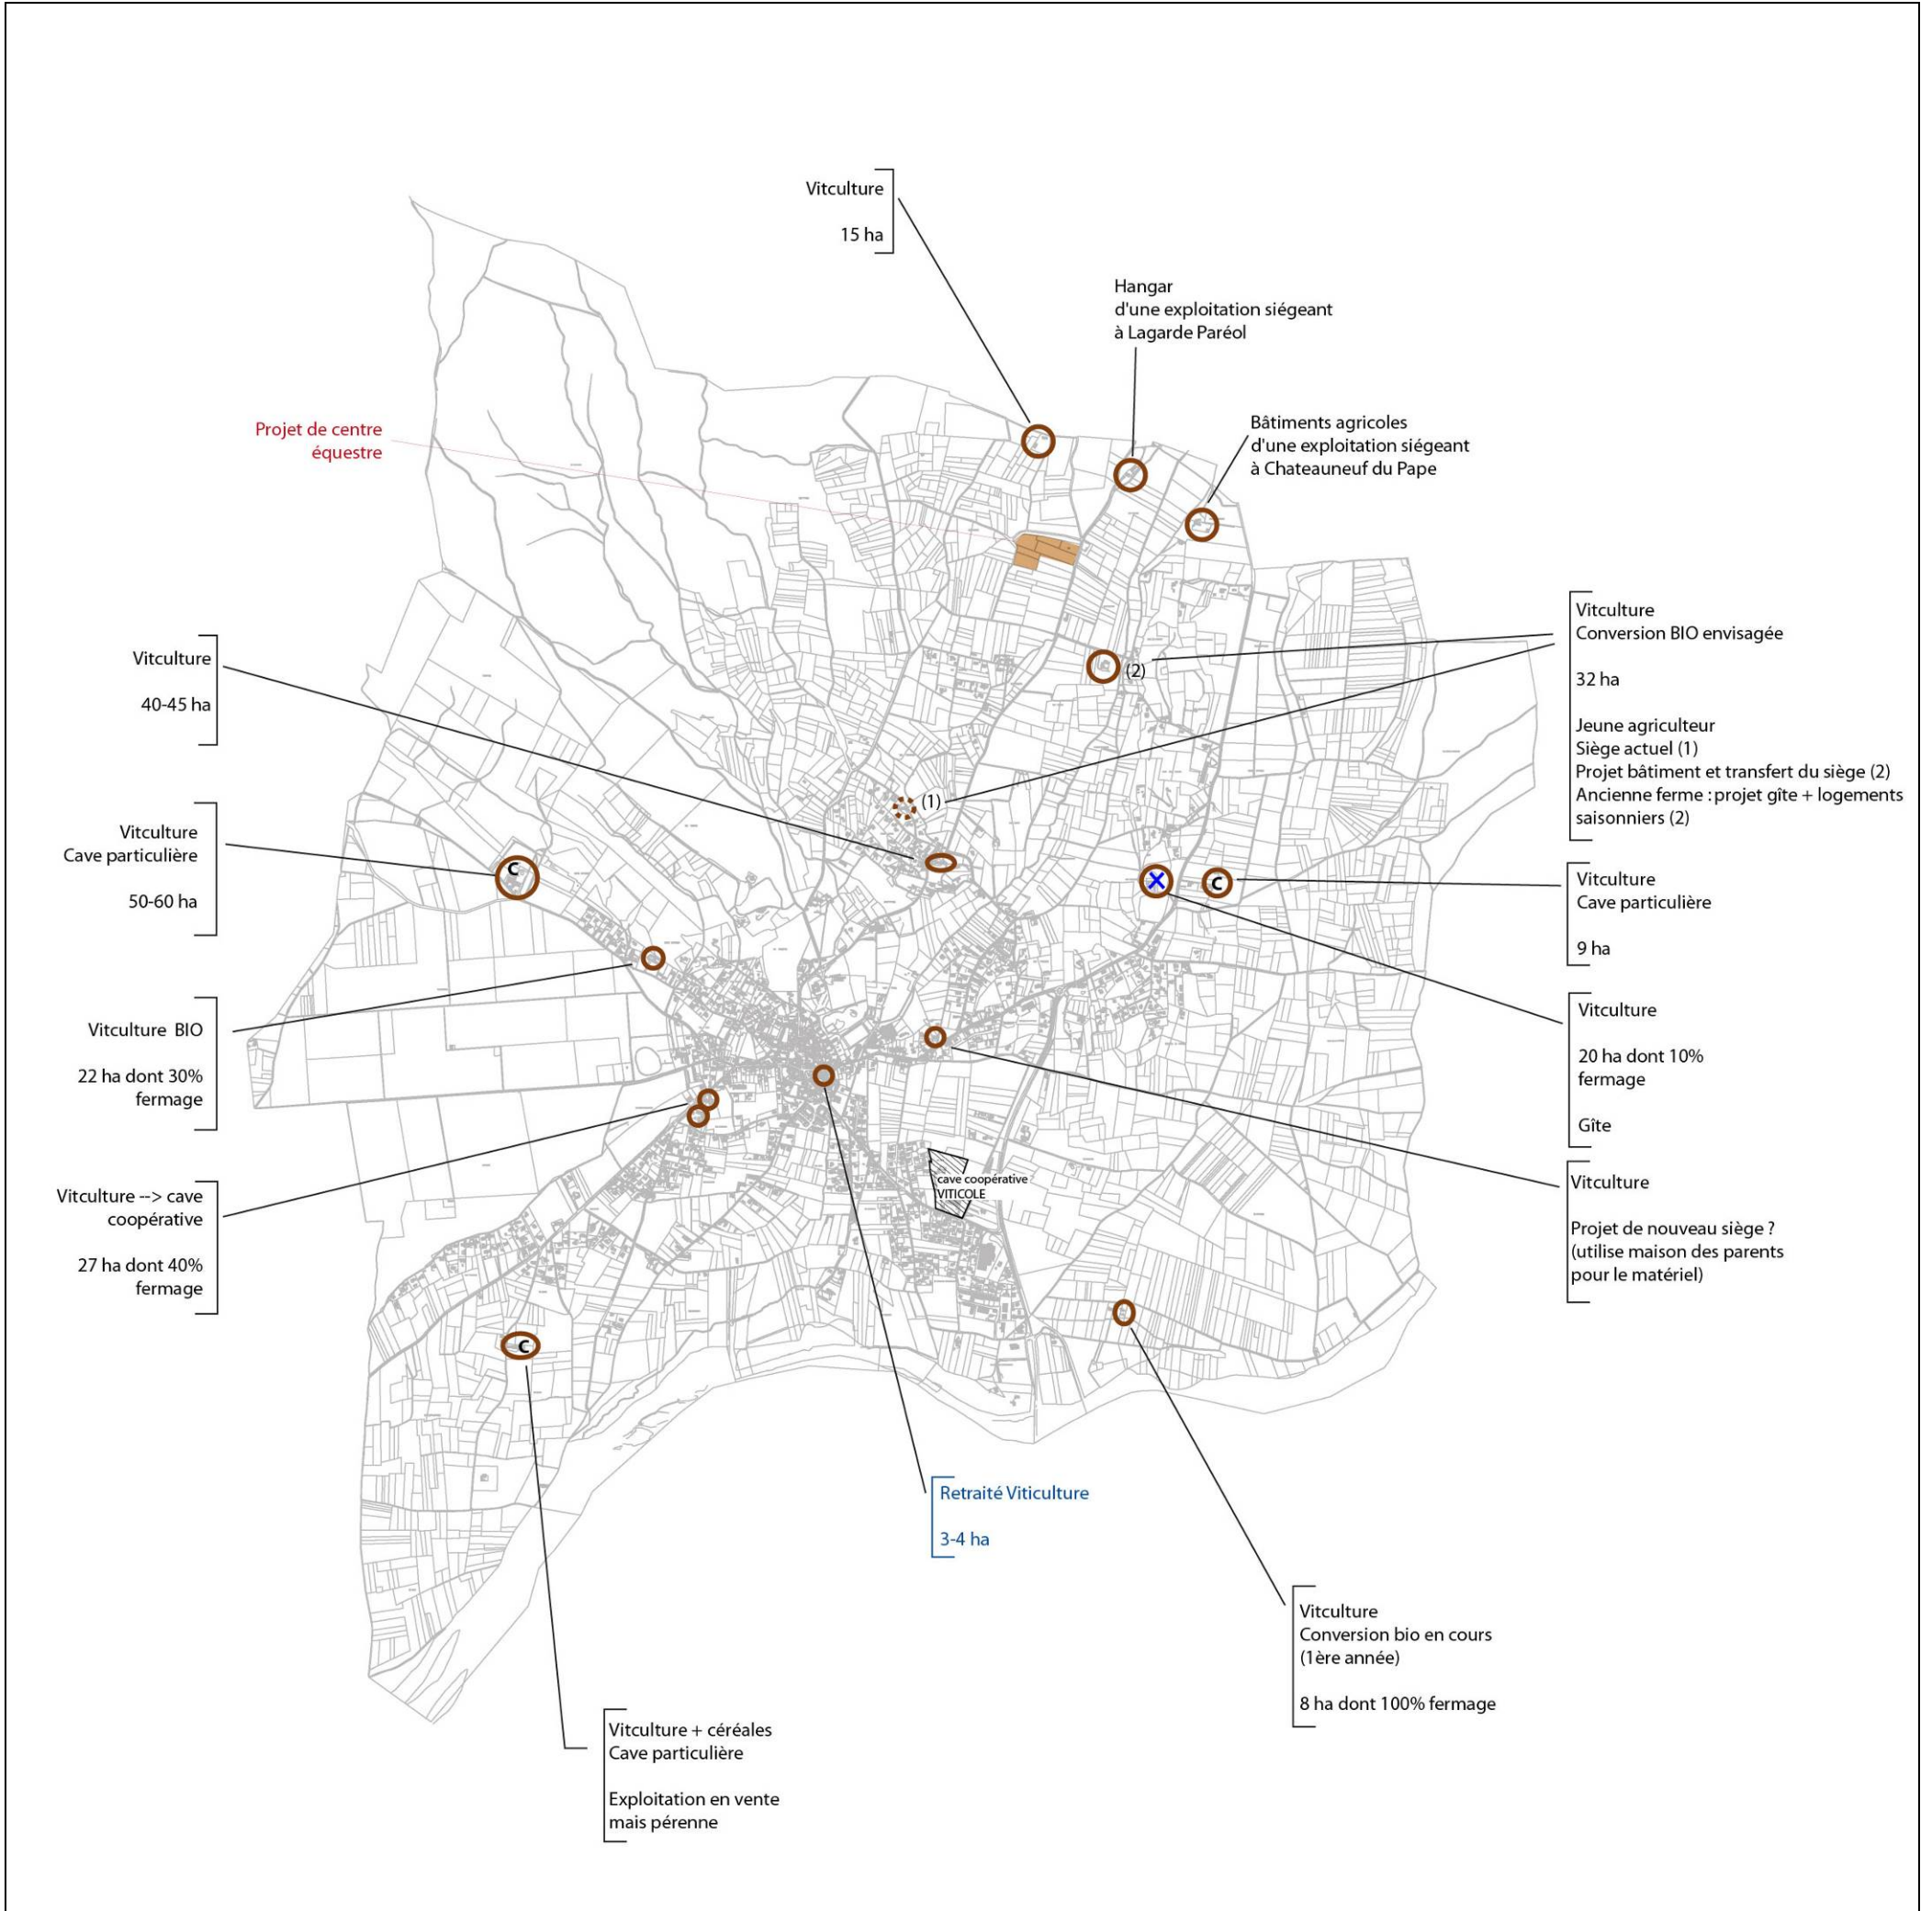 Vitculture
15 ha
Hangar
d'une exploitation siégeant
à Lagarde Paréol
Bâtiments agricoles
d'une exploitation siégeant
à Chateauneuf du Pape
Projet de centre
équestre
Vitculture
Conversion BIO envisagée
32 ha
Jeune agriculteur
Siège actuel (1)
Projet bâtiment et transfert du siège (2)
Ancienne ferme : projet gîte + logements
saisonniers (2)
Vitculture
40-45 ha
(2)
(1)
Vitculture
Cave particulière
50-60 ha
C
X
C
Vitculture
Cave particulière
9 ha
Vitculture BIO
22 ha dont 30%
fermage
Vitculture
20 ha dont 10%
fermage
Gîte
Vitculture --> cave
coopérative
27 ha dont 40%
fermage
cave coopérative
VITICOLE
Vitculture
Projet de nouveau siège ?
(utilise maison des parents
pour le matériel)
C
Retraité Viticulture
3-4 ha
Vitculture
Conversion bio en cours
(1ère année)
8 ha dont 100% fermage
Vitculture + céréales
Cave particulière
Exploitation en vente
mais pérenne